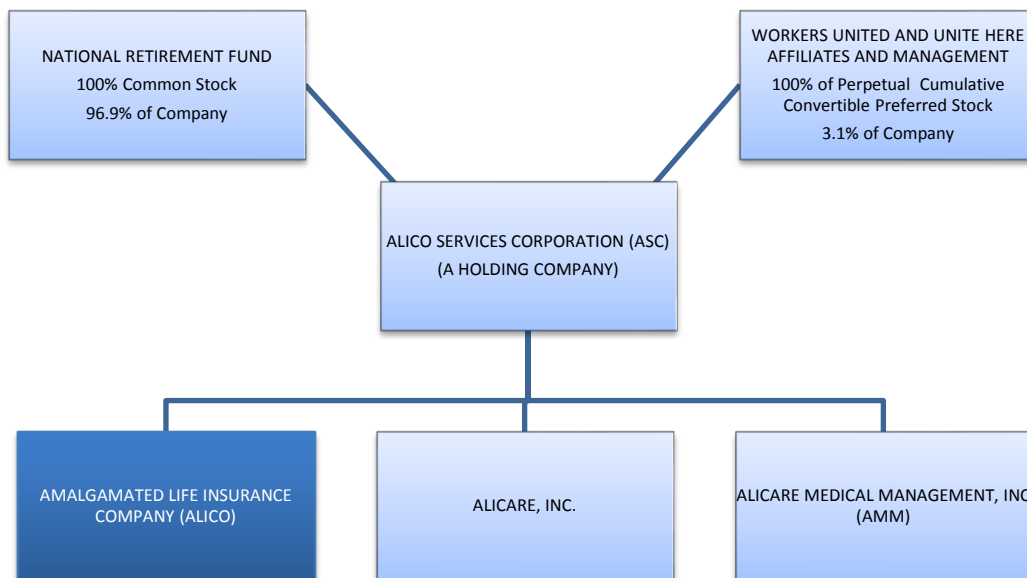 NATIONAL RETIREMENT FUND
100% Common Stock
96.9% of Company
WORKERS UNITED AND UNITE HERE
AFFILIATES AND MANAGEMENT
100% of Perpetual Cumulative
Convertible Preferred Stock
3.1% of Company
ALICO SERVICES CORPORATION (ASC)
(A HOLDING COMPANY)
AMALGAMATED LIFE INSURANCE
COMPANY (ALICO)
ALICARE, INC.
ALICARE MEDICAL MANAGEMENT, INC
(AMM)